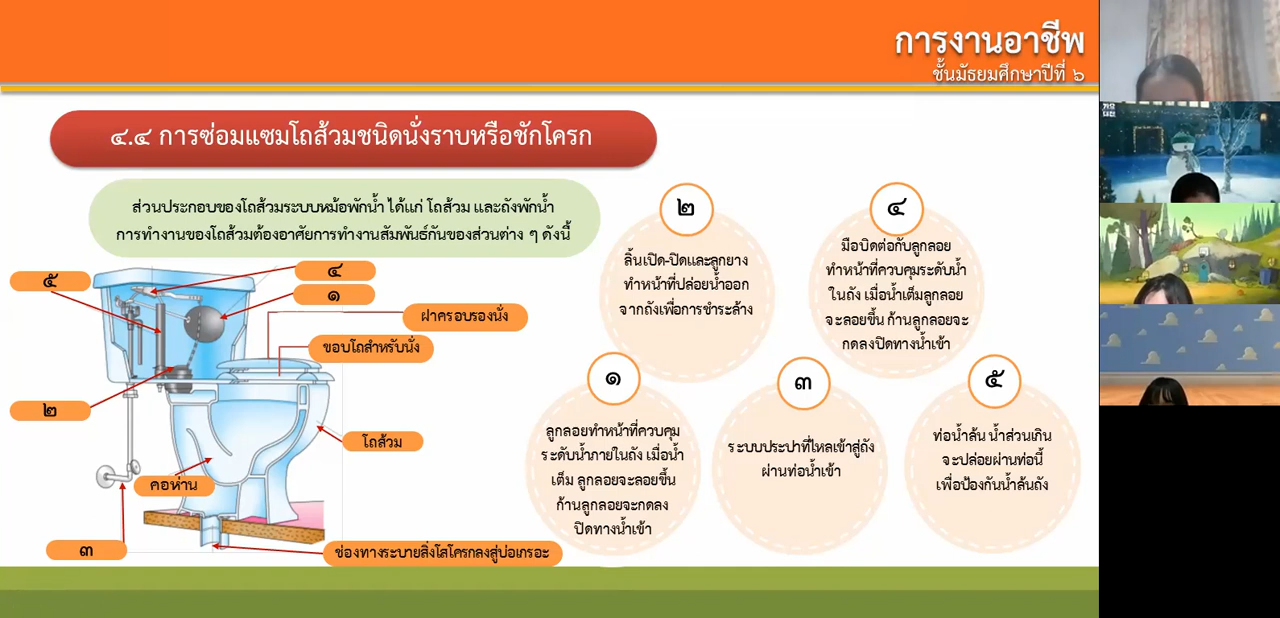 การงานอาชีพ
ชั้นมัธยมศึกษาปีที่ ๖
๔.๔ การซ่อมแซมโถส้วมชนิดนั่งราบหรือชักโครก
ส่วนประกอบของโถส้วมระบบหม้อพักน้ำ ได้แก่ โถส้วม และถังพักน้ำ
การทำงานของโถส้วมต้องอาศัยการทำงานสัมพันธ์กันของส่วนต่าง ๆ ดังนี้
๕
๔
๑
ฝาครอบรองนั่ง
ขอบโถสำหรับนั่ง
๒
โถส้วม
คอห่าน
๓
ช่องทางระบายสิ่งโสโครกลงสู่บ่อเกรอะ
๒
ลิ้นเปิด-ปิดและลูกยาง
ทำหน้าที่ปล่อยน้ำออก
จากถังเพื่อการชำระล้าง
๔
มือบิดต่อกับลูกลอย
ทำหน้าที่ควบคุมระดับน้ำ
ในถัง เมื่อน้ำเต็มลูกลอย
จะลอยขึ้น ก้านลูกลอยจะ
กดลงปิดทางน้ำเข้า
๑
ลูกลอยทำหน้าที่ควบคุม
ระดับน้ำภายในถัง เมื่อน้ำ
เต็ม ลูกลอยจะลอยขึ้น
ก้านลูกลอยจะกดลง
ปิดทางน้ำเข้า
๓
ระบบประปาที่ไหลเข้าสู่ถัง
ผ่านท่อน้ำเข้า
๕
ท่อน้ำล้น น้ำส่วนเกิน
จะปล่อยผ่านท่อนี้
เพื่อป้องกันน้ำล้นถัง